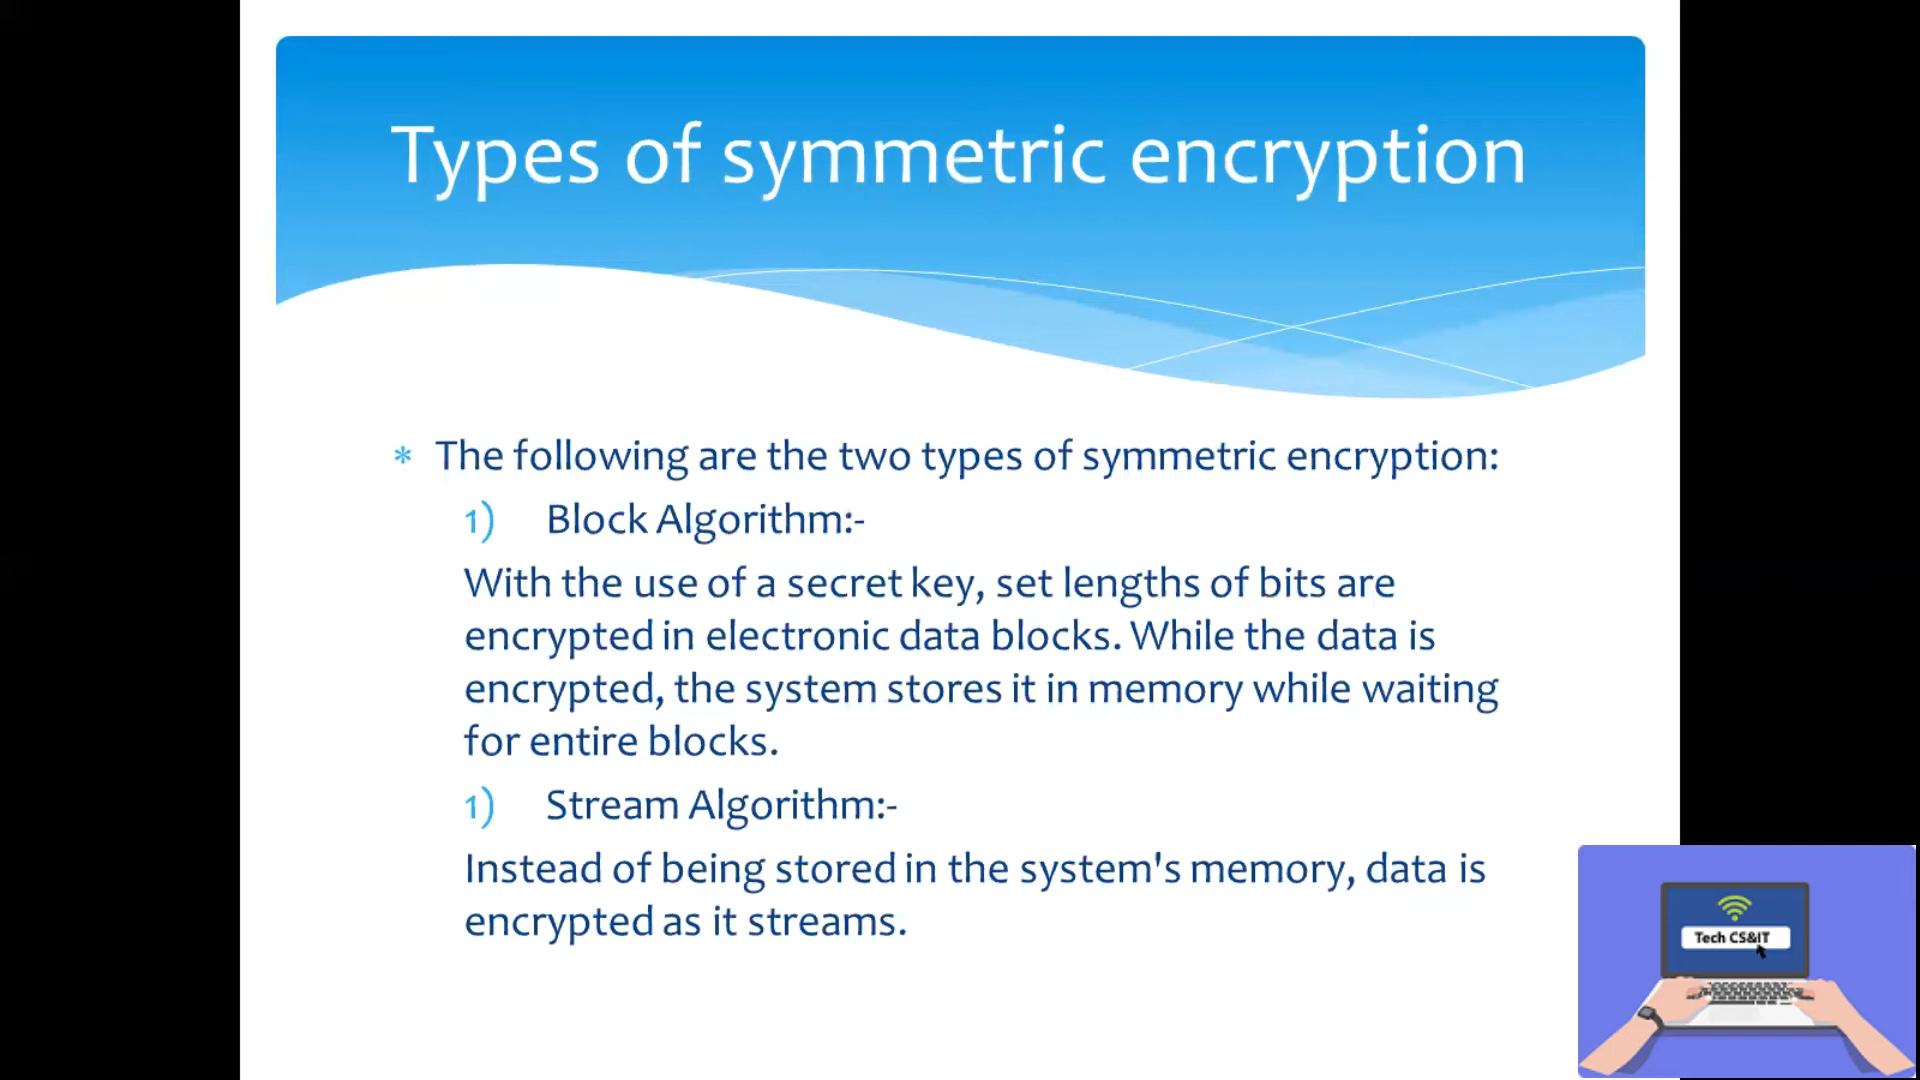 Types of symmetric encryption
* The following are the two types of symmetric encryption:
1) Block Algorithm:-
With the use of a secret key, set lengths of bits are
encrypted in electronic data blocks. While the data is
encrypted, the system stores it in memory while waiting
for entire blocks.
1) Stream Algorithm:-
Instead of being stored in the system's memory, data is
encrypted as it streams.
Tech CS&IT